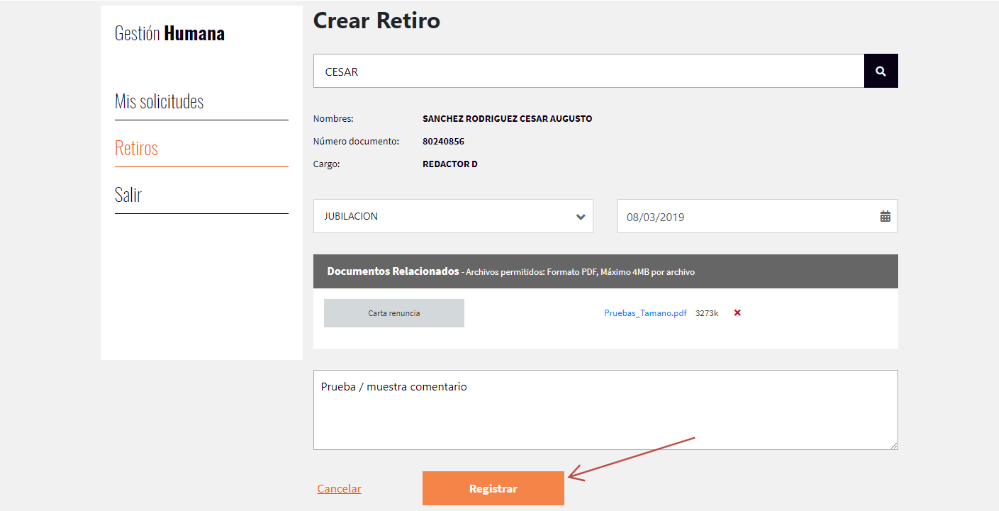 Gestión Humana
Mis solicitudes
Retiros
Salir
Crear Retiro
CESAR
Nombres: SANCHEZ RODRIGUEZ CESAR AUGUSTO
Número documento: 80240856
Cargo: REDACTOR D
JUBILACION 08/03/2019
Documentos Relacionados - Archivos permitidos: Formato PDF, Máximo 4MB por archivo
Carta renuncia Pruebas_Tamano.pdf 3273k
Prueba / muestra comentario
Cancelar Registrar